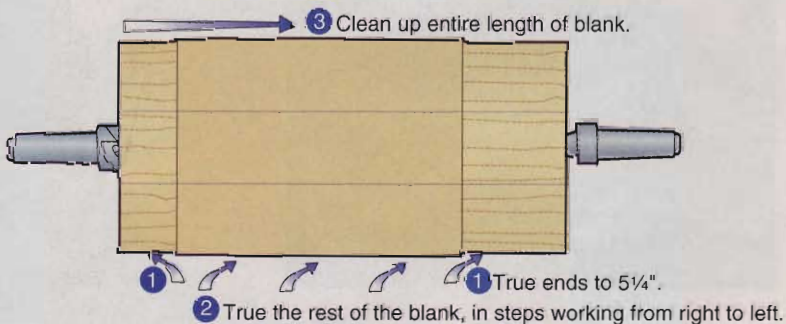 3 Clean up entire length of blank.
1 1 True ends to 5¼".
2 True the rest of the blank, in steps working from right to left.